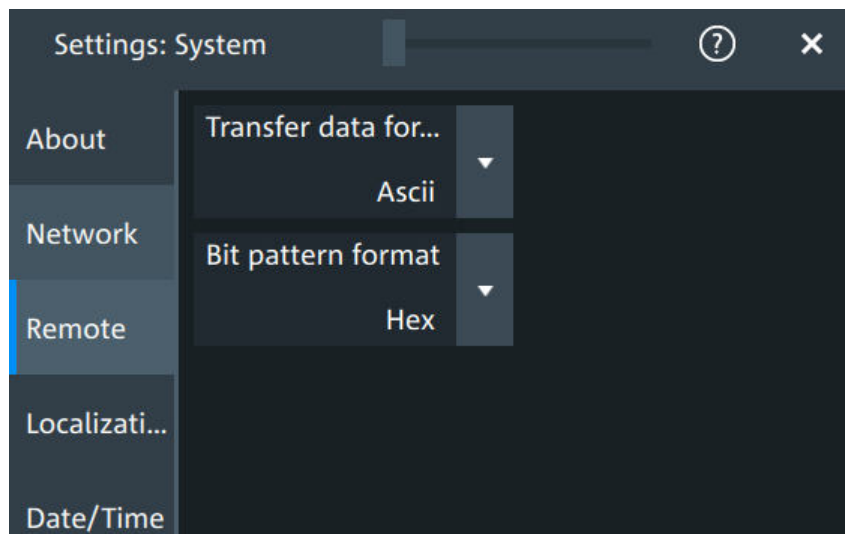 Settings: System
?
About
Network
Remote
Localizati...
Date/Time
Transfer data for...
Ascii
Bit pattern format
Hex